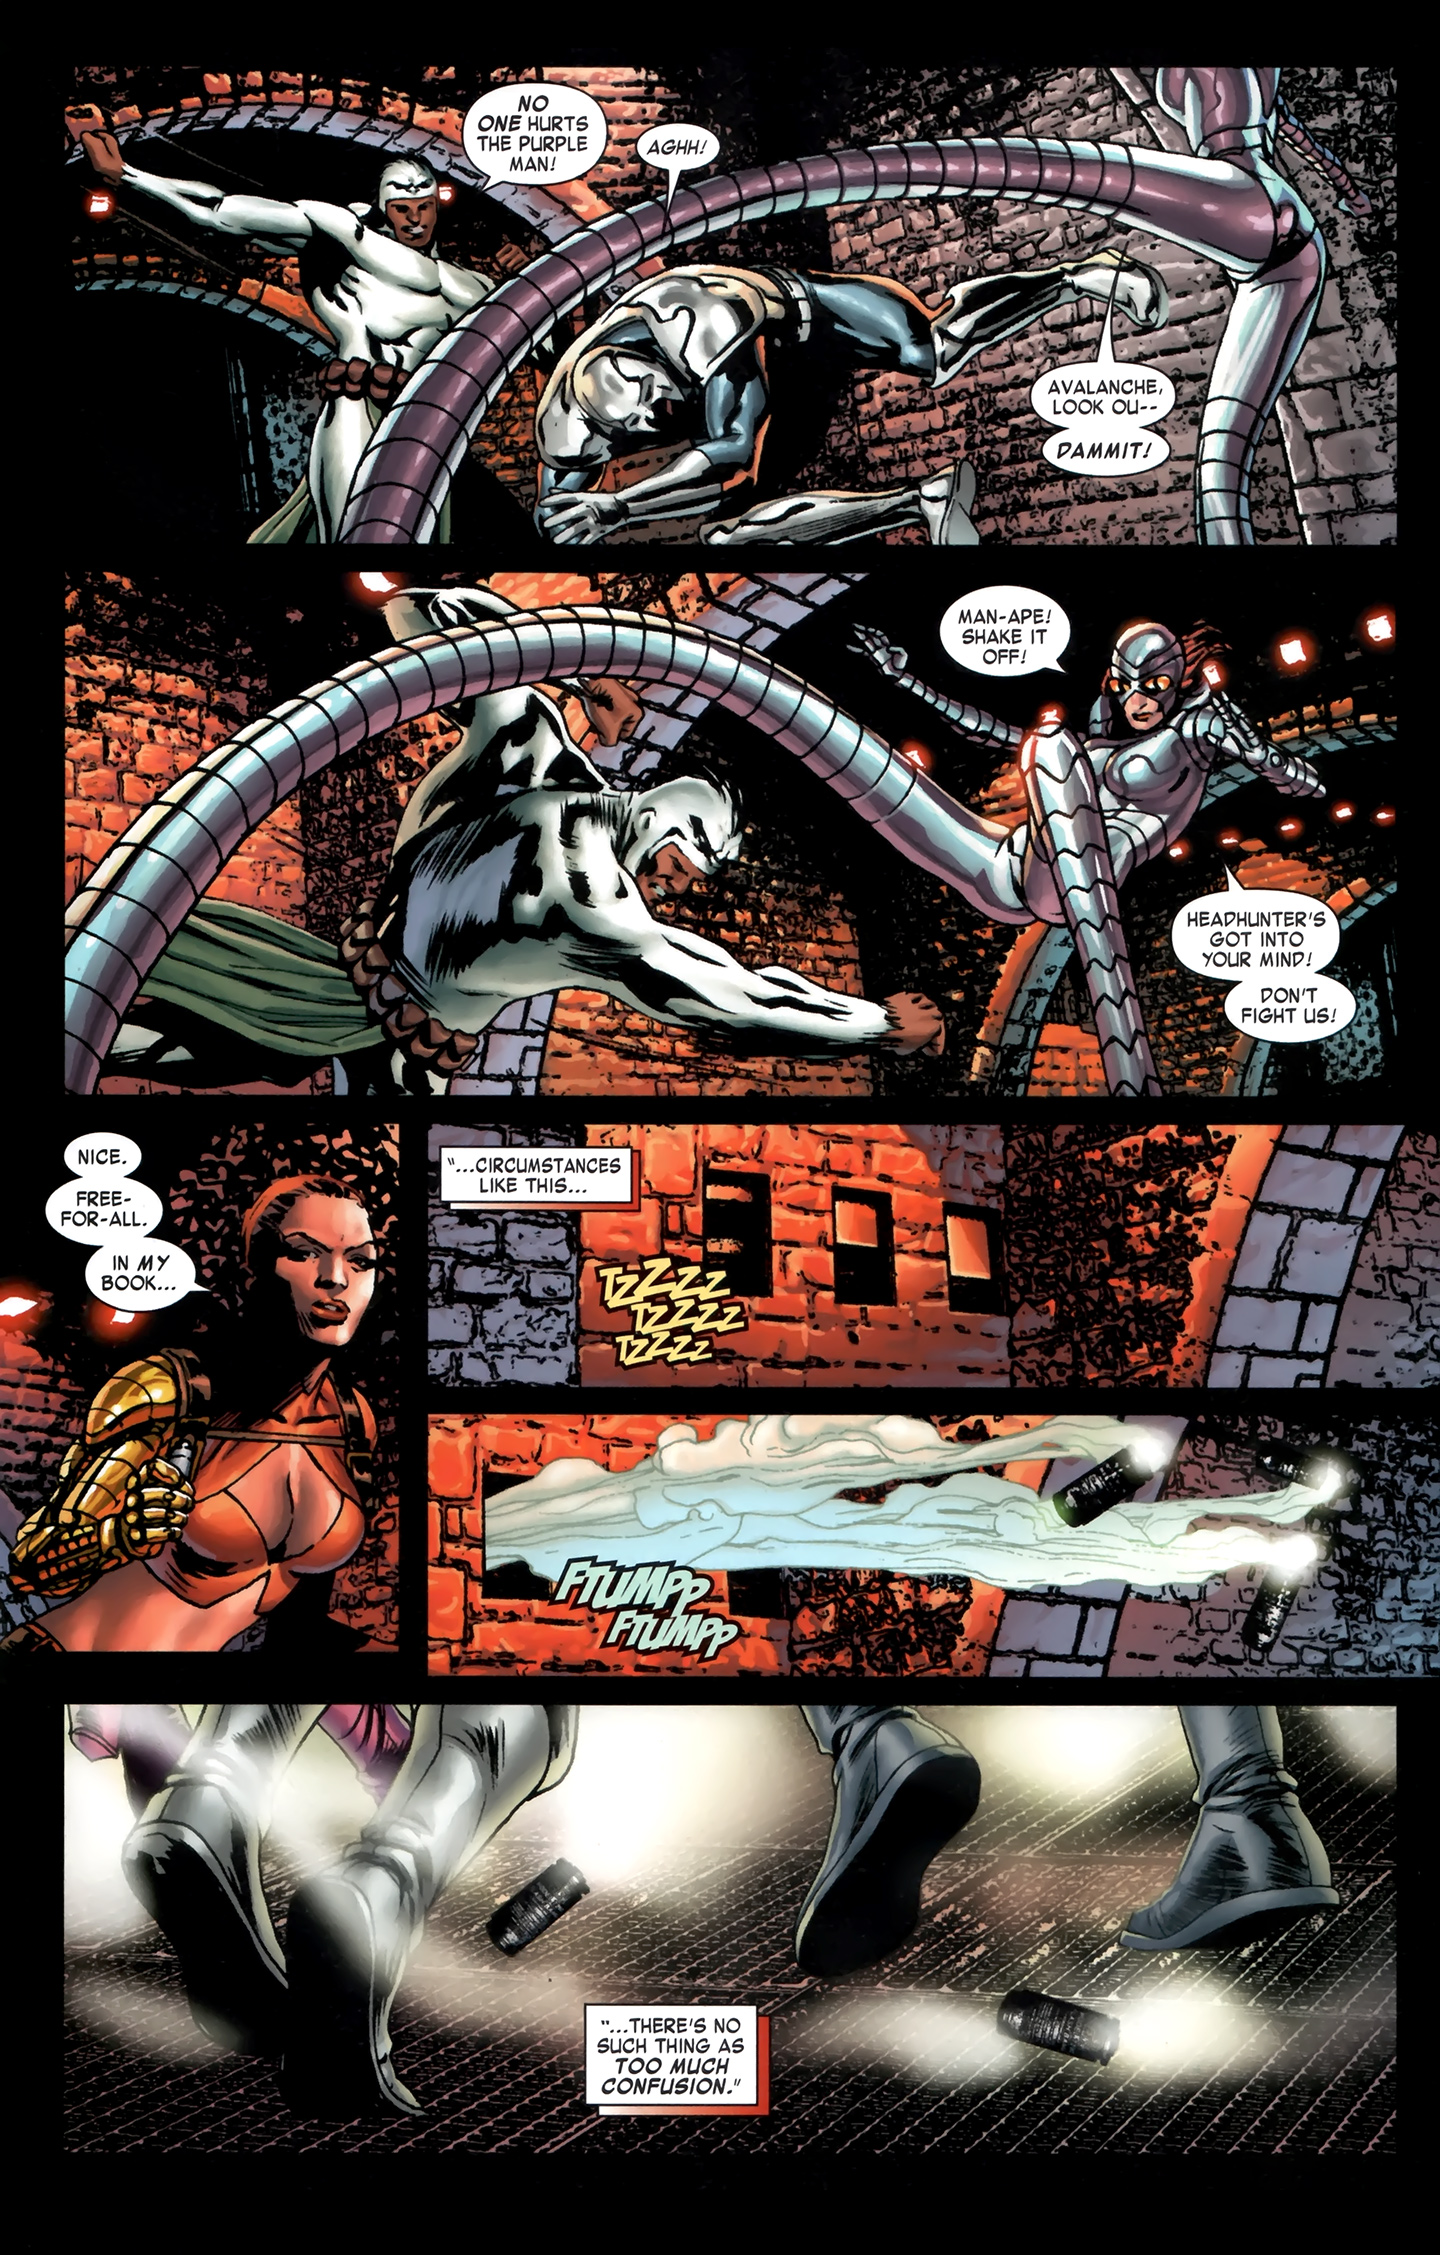 NO
ONE HURTS
THE PURPLE
MAN!
AGHH!
AVALANCHE,
LOOK OU--
DAMMIT!
MAN-APE!
SHAKE IT
OFF!
HEADHUNTER'S
GOT INTO
YOUR MIND!
DON'T
FIGHT US!
NICE.
FREE-
FOR-ALL.
IN MY
BOOK...
"...CIRCUMSTANCES
LIKE THIS...
TZZZZZ
TZZZZZ
TZZZZ
FTUMPP
FTUMPP
"...THERE'S NO
SUCH THING AS
TOO MUCH
CONFUSION."